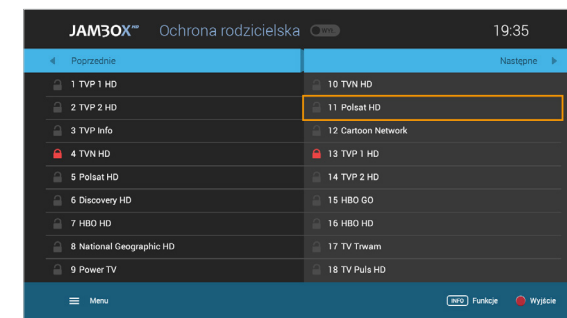 JAMBOX Ochrona rodzicielska WYŁ. 19:35
Poprzednie Następne
1 TVP 1 HD
2 TVP 2 HD
3 TVP Info
4 TVN HD
5 Polsat HD
6 Discovery HD
7 HBO HD
8 National Geographic HD
9 Power TV
10 TVN HD
11 Polsat HD
12 Cartoon Network
13 TVP 1 HD
14 TVP 2 HD
15 HBO GO
16 HBO HD
17 TV Trwam
18 TV Puls HD
Menu INFO Funkcje Wyjście